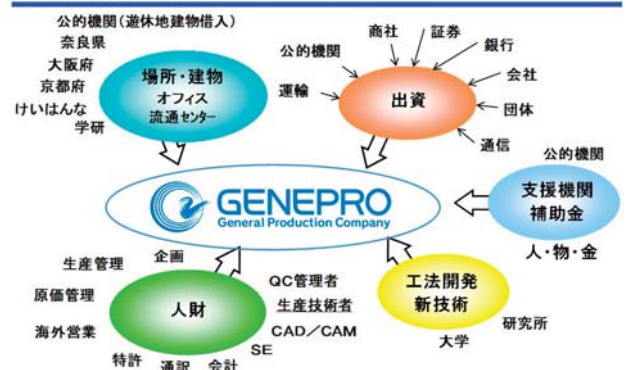 公的機関(遊休地建物借入)
奈良県
大阪府
京都府
けいはんな
学研
場所・建物
オフィス
流通センター
商社
証券
公的機関
銀行
運輸
会社
団体
通信
出資
GENEPRO
General Production Company
公的機関
支援機関
補助金
人・物・金
生産管理
企画
原価管理
海外営業
特許
通訳
会計
SE
CAD/CAM
生産技術者
QC管理者
人財
工法開発
新技術
研究所
大学